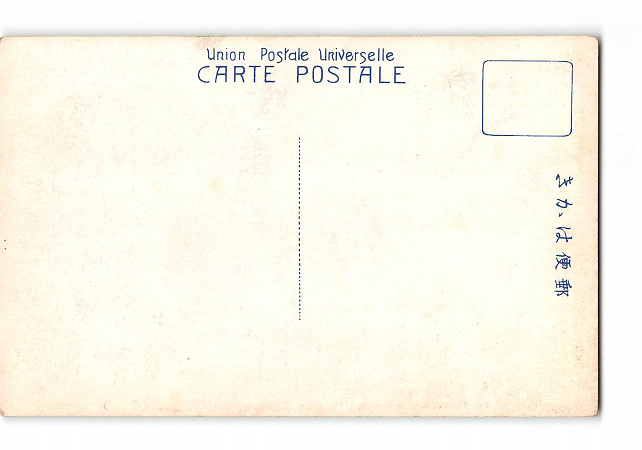 Union Postale Universelle
CARTE POSTALE
郵便はがき